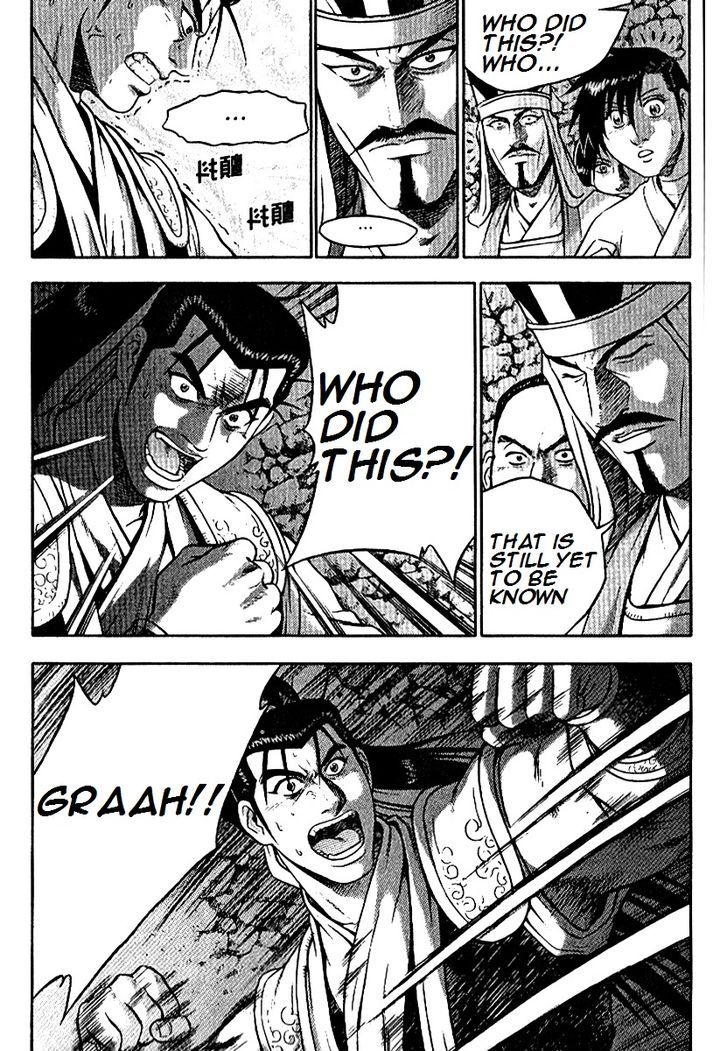 WHO DID
THIS?!
WHO...
...
...
WHO
DID
THIS?!
THAT IS
STILL YET
TO BE
KNOWN
GRAAH!!